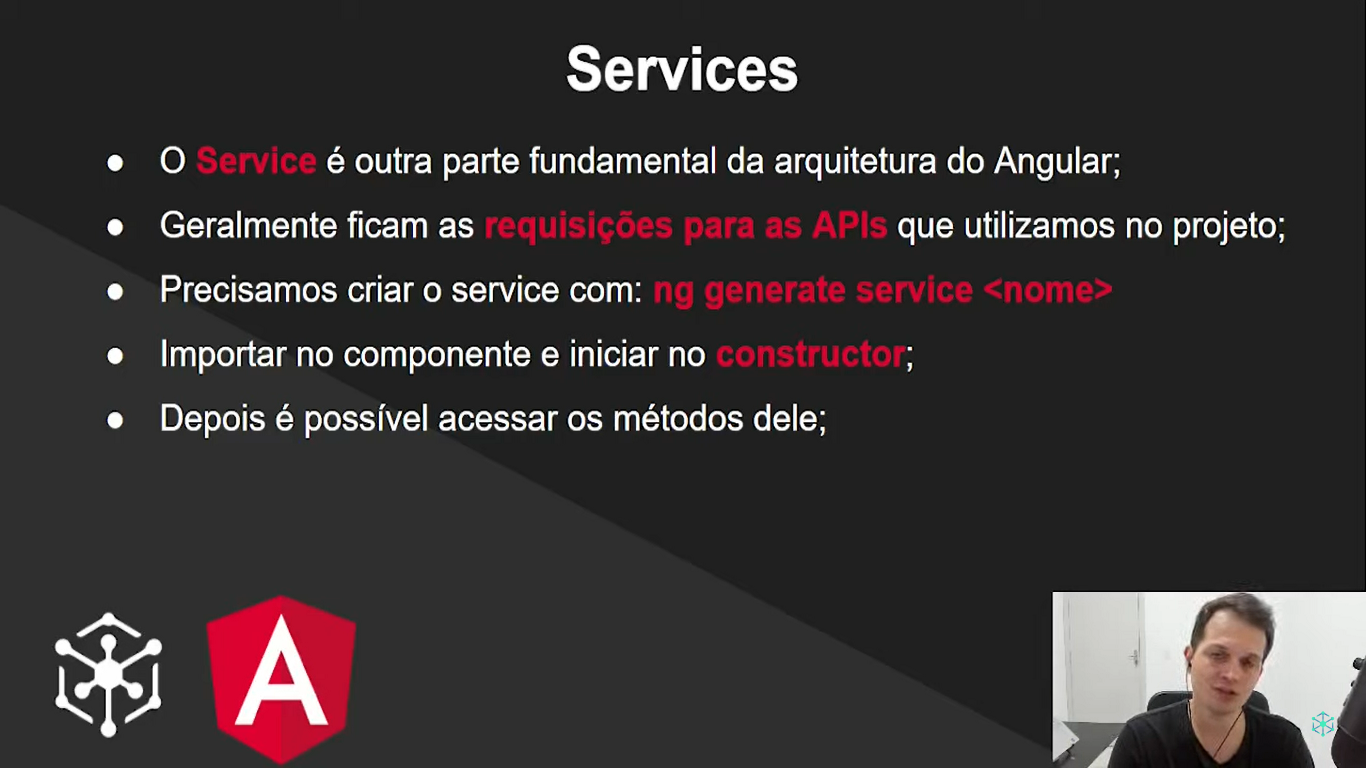 Services
● O Service é outra parte fundamental da arquitetura do Angular;
● Geralmente ficam as requisições para as APIs que utilizamos no projeto;
● Precisamos criar o service com: ng generate service <nome>
● Importar no componente e iniciar no constructor;
● Depois é possível acessar os métodos dele;
A